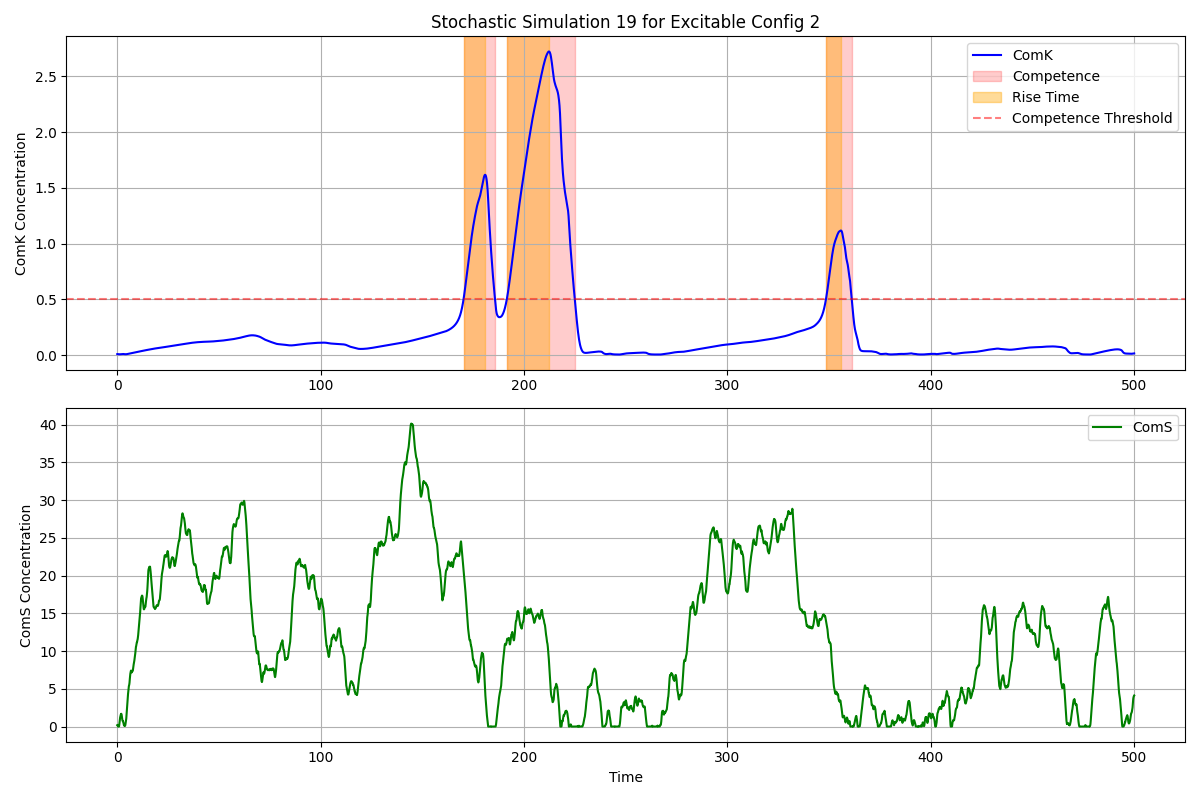 Stochastic Simulation 19 for Excitable Config 2
ComK Concentration
2.5
2.0
1.5
1.0
0.5
0.0
ComK
Competence
Rise Time
Competence Threshold
0 100 200 300 400 500
ComS Concentration
40
35
30
25
20
15
10
5
0
ComS
0 100 200 300 400 500
Time